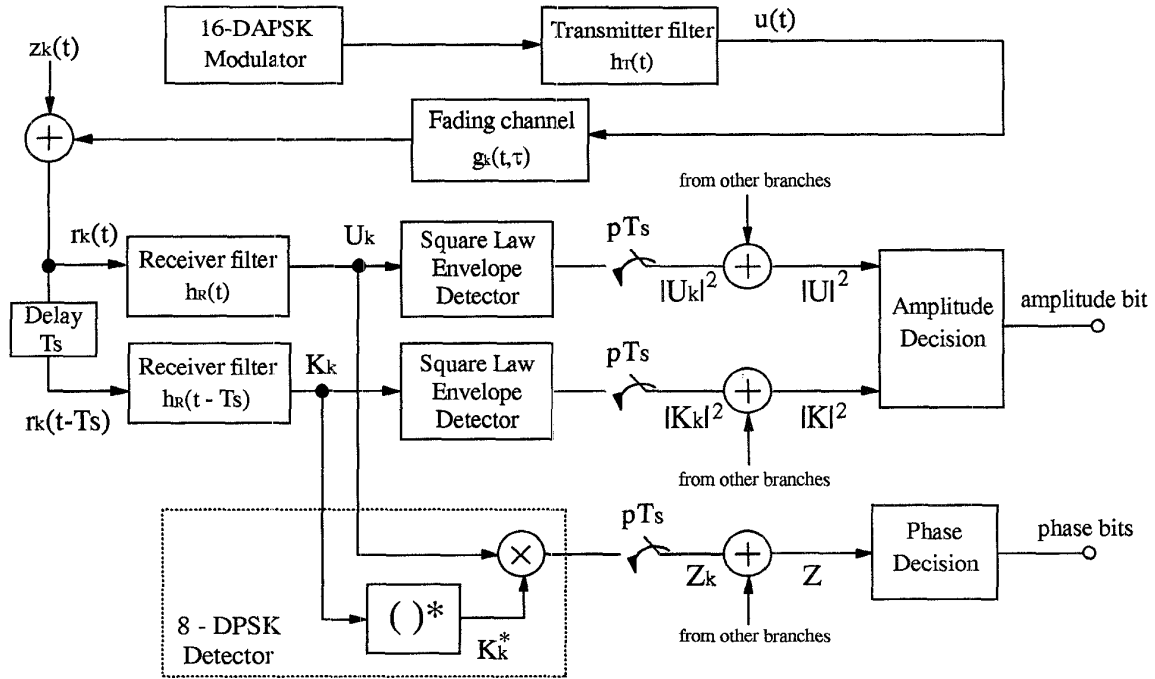 16-DAPSK
Modulator
Transmitter filter
hT(t)
u(t)
zk(t)
+
Fading channel
gk(t,τ)
from other branches
rk(t)
Receiver filter
hR(t)
Uk
Square Law
Envelope
Detector
pTs
|Uk|²
+
|U|²
Amplitude
Decision
amplitude bit
Delay
Ts
rk(t-Ts)
Receiver filter
hR(t - Ts)
Kk
Square Law
Envelope
Detector
pTs
|Kk|²
+
|K|²
from other branches
8 - DPSK
Detector
( )*
Kk*
×
pTs
Zk
+
Z
Phase
Decision
phase bits
from other branches